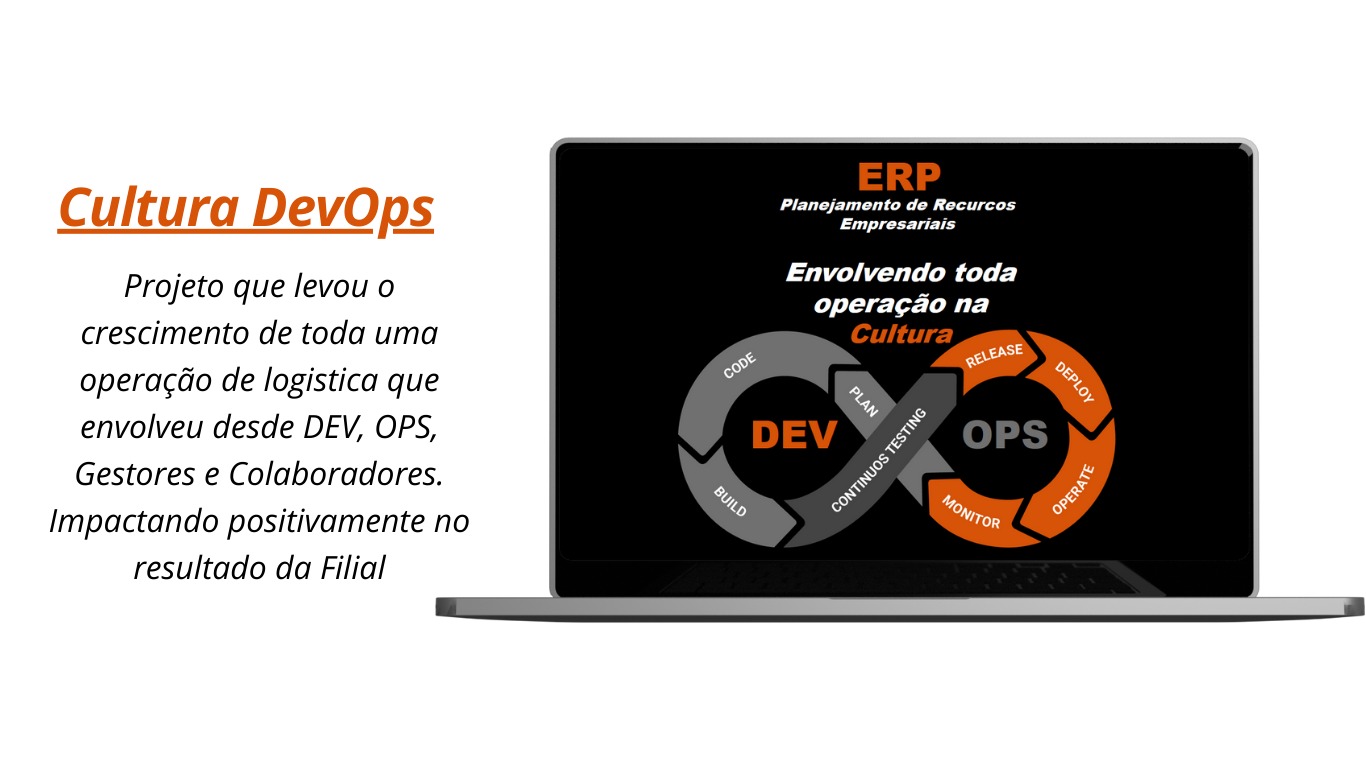 Cultura DevOps
Projeto que levou o
crescimento de toda uma
operação de logistica que
envolveu desde DEV, OPS,
Gestores e Colaboradores.
Impactando positivamente no
resultado da Filial
ERP
Planejamento de Recurcos
Empresariais
Envolvendo toda
operação na
Cultura
CODE
PLAN
BUILD
CONTINUOS TESTING
DEV
RELEASE
DEPLOY
OPS
OPERATE
MONITOR